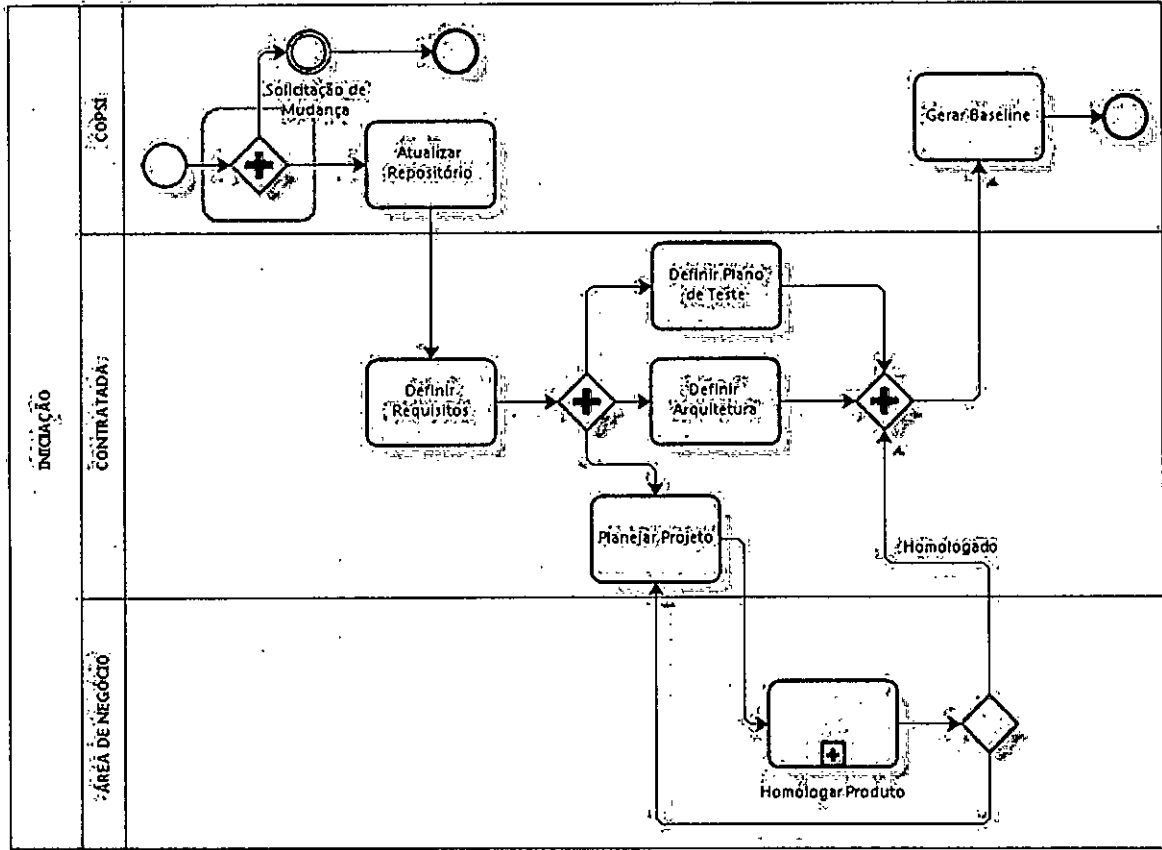 INICIAÇÃO
COPSI
Solicitação de
Mudança
Atualizar
Repositório
Gerar Baseline
CONTRATADA
Definir Plano
de Teste
Definir
Requisitos
Definir
Arquitetura
Planejar Projeto
Homologado
ÁREA DE NEGÓCIO
Homologar Produto